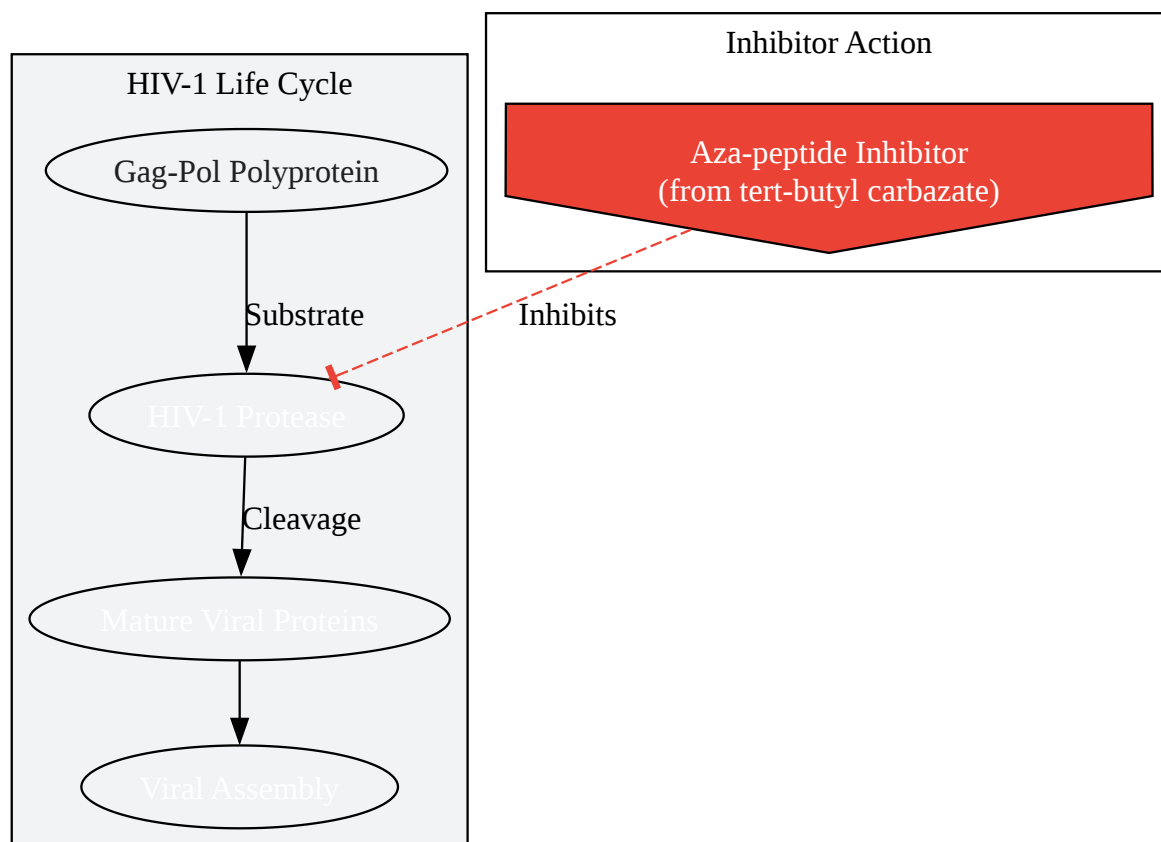 Inhibitor Action
HIV-1 Life Cycle
Aza-peptide Inhibitor
(from tert-butyl carbazate)
Gag-Pol Polyprotein
Substrate
Inhibits
HIV-1 Protease
Cleavage
Mature Viral Proteins
Viral Assembly